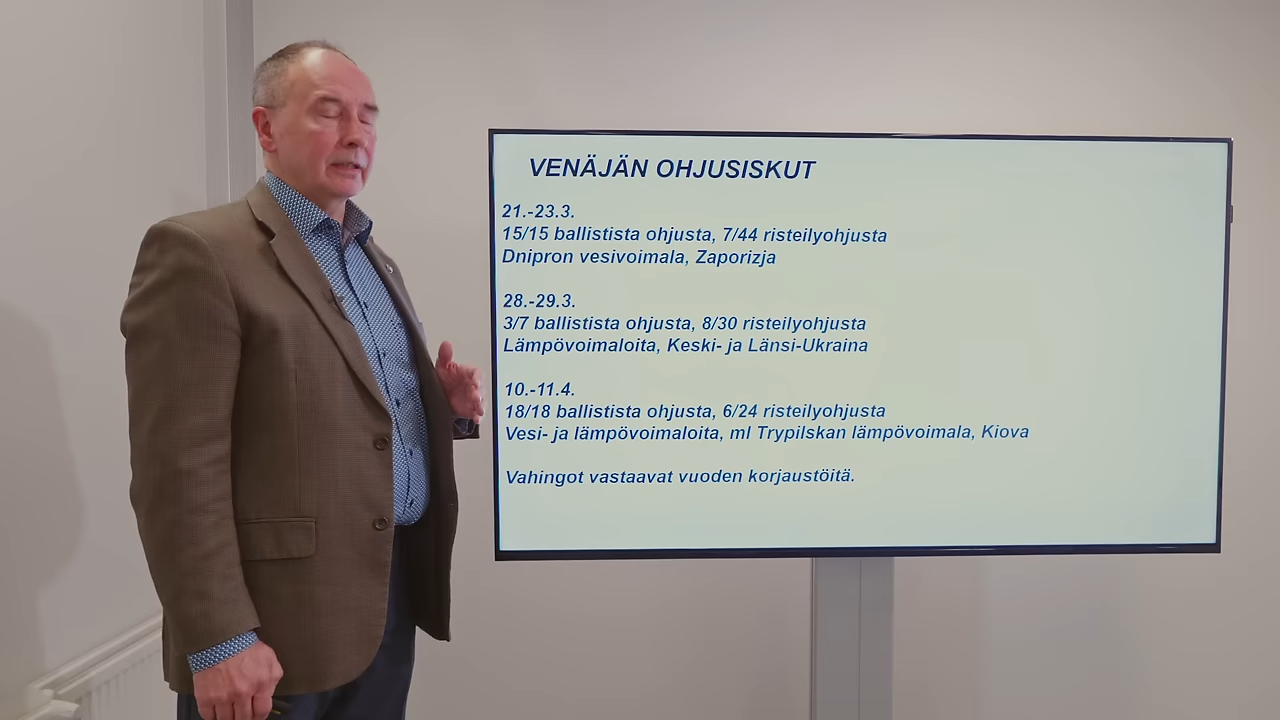 VENÄJÄN OHJUSISKUT
21.-23.3.
15/15 ballistista ohjusta, 7/44 risteilyohjusta
Dnipron vesivoimala, Zaporizja
28.-29.3.
3/7 ballistista ohjusta, 8/30 risteilyohjusta
Lämpövoimaloita, Keski- ja Länsi-Ukraina
10.-11.4.
18/18 ballistista ohjusta, 6/24 risteilyohjusta
Vesi- ja lämpövoimaloita, ml Trypilskan lämpövoimala, Kiova
Vahingot vastaavat vuoden korjaustöitä.